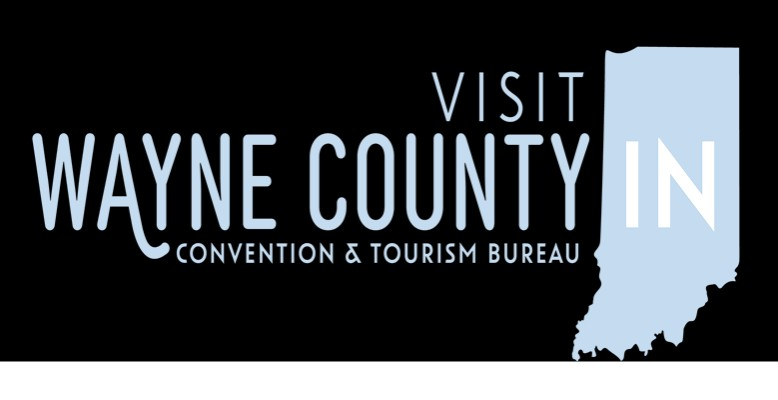 VISIT
WAYNE COUNTY IN
CONVENTION & TOURISM BUREAU